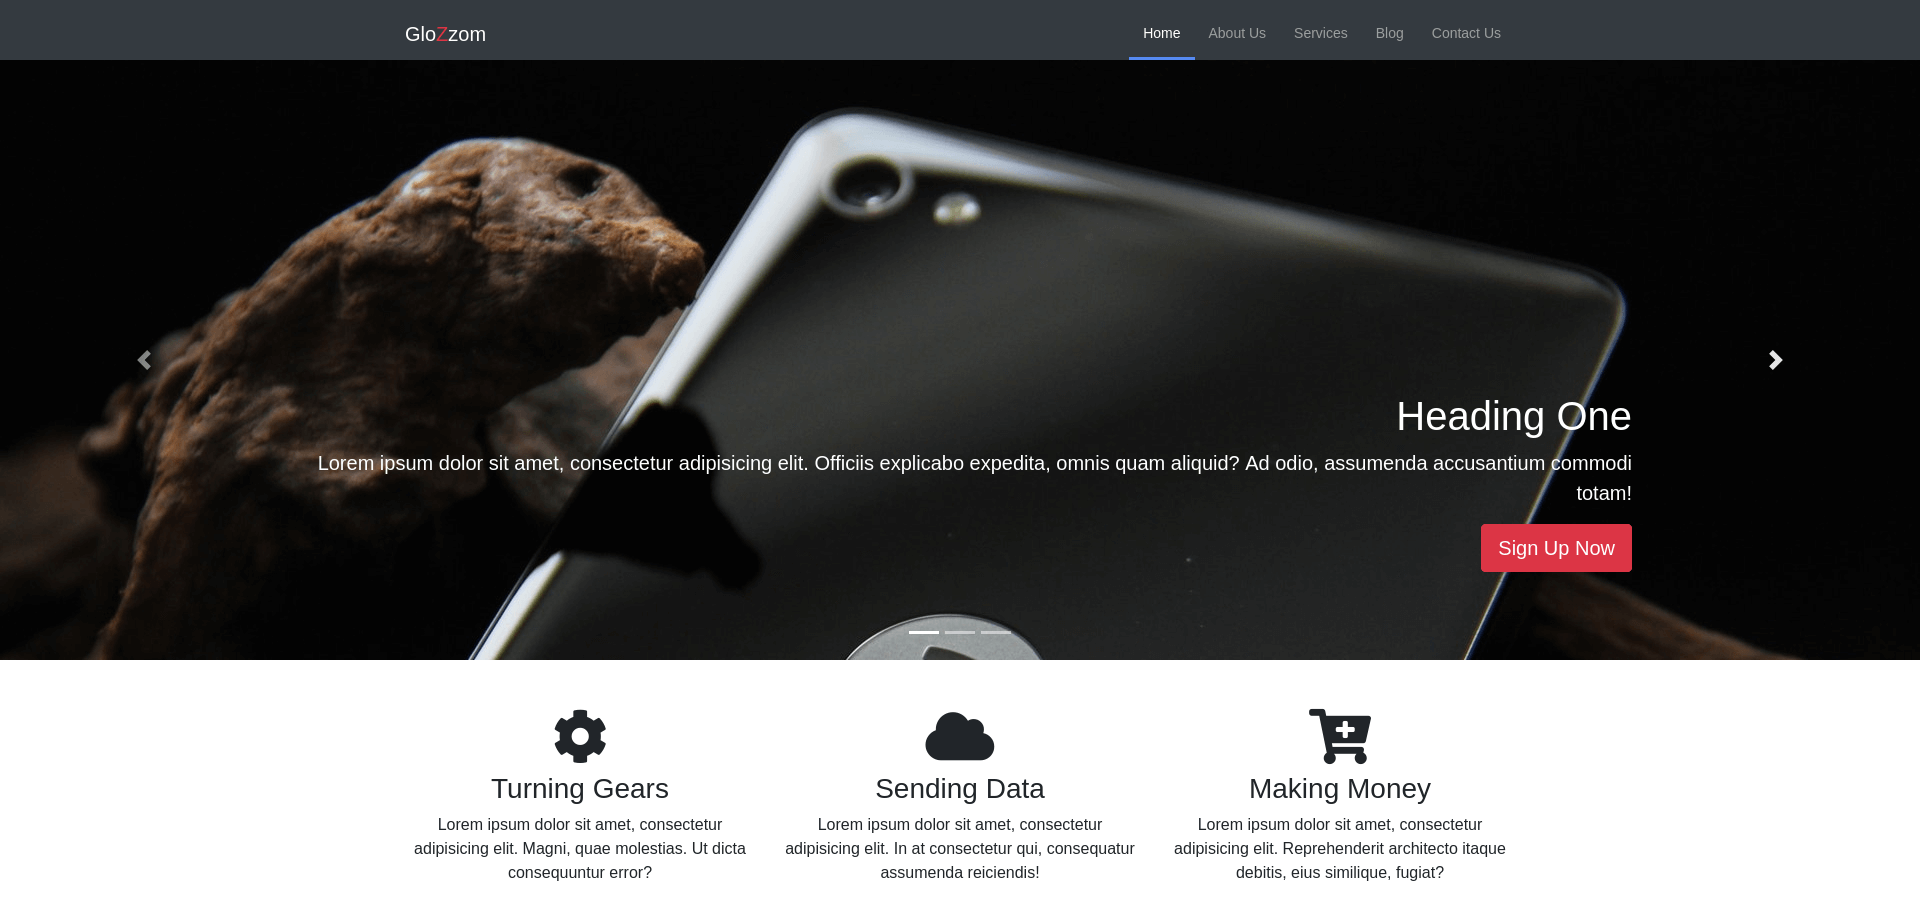 GloZzom
Home
About Us
Services
Blog
Contact Us
Heading One
Lorem ipsum dolor sit amet, consectetur adipisicing elit. Officiis explicabo expedita, omnis quam aliquid? Ad odio, assumenda accusantium commodi
totam!
Sign Up Now
Turning Gears
Lorem ipsum dolor sit amet, consectetur
adipisicing elit. Magni, quae molestias. Ut dicta
consequuntur error?
Sending Data
Lorem ipsum dolor sit amet, consectetur
adipisicing elit. In at consectetur qui, consequatur
assumenda reiciendis!
Making Money
Lorem ipsum dolor sit amet, consectetur
adipisicing elit. Reprehenderit architecto itaque
debitis, eius similique, fugiat?